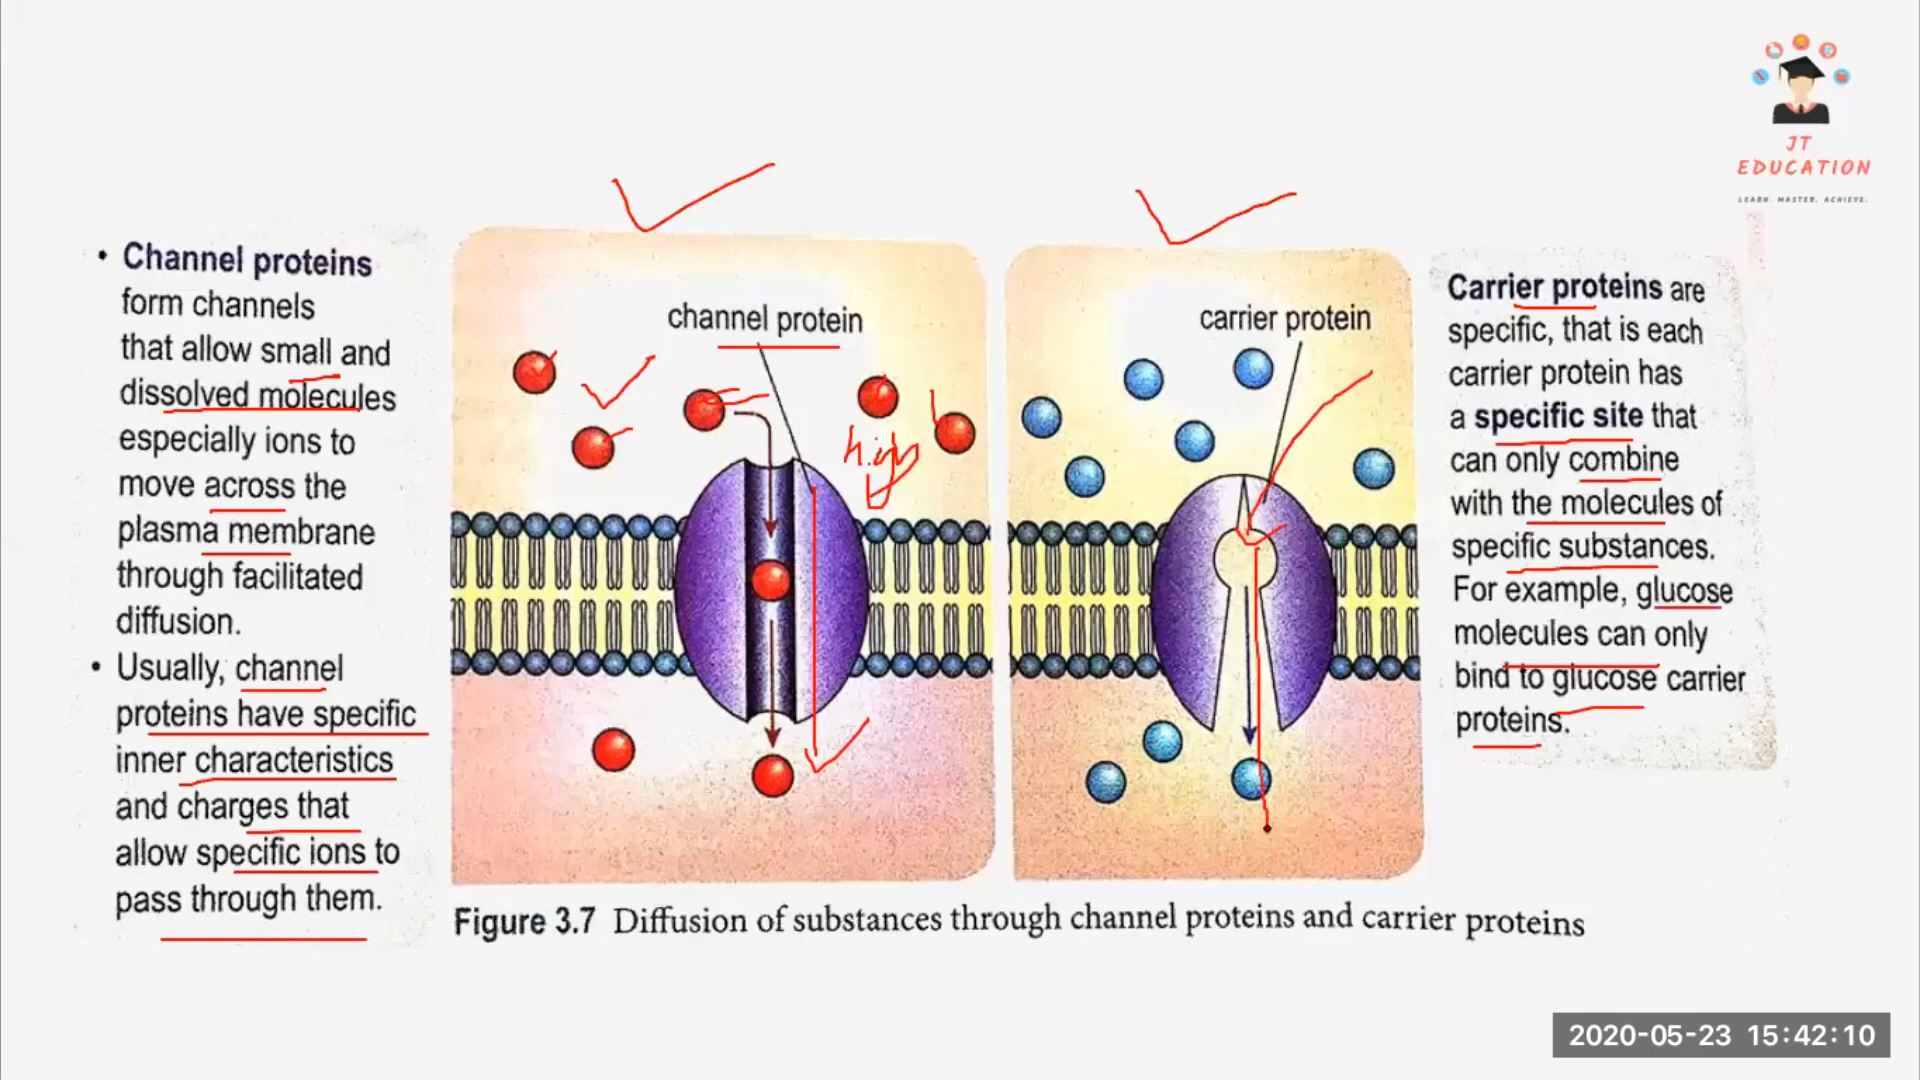 JT
EDUCATION
LEARN. MASTER. ACHIEVE.
• Channel proteins
form channels
that allow small and
dissolved molecules
especially ions to
move across the
plasma membrane
through facilitated
diffusion.
• Usually, channel
proteins have specific
inner characteristics
and charges that
allow specific ions to
pass through them.
channel protein
high
carrier protein
Carrier proteins are
specific, that is each
carrier protein has
a specific site that
can only combine
with the molecules of
specific substances.
For example, glucose
molecules can only
bind to glucose carrier
proteins.
Figure 3.7 Diffusion of substances through channel proteins and carrier proteins
2020-05-23 15:42:10